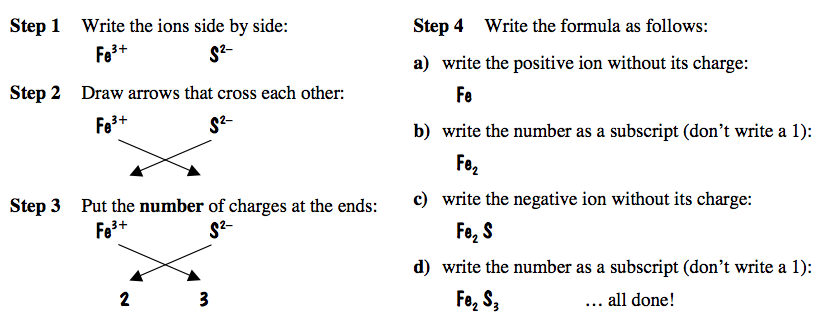 Step 1 Write the ions side by side:
Fe³⁺ S²⁻
Step 2 Draw arrows that cross each other:
Fe³⁺ S²⁻
Step 3 Put the number of charges at the ends:
Fe³⁺ S²⁻
2 3
Step 4 Write the formula as follows:
a) write the positive ion without its charge:
Fe
b) write the number as a subscript (don't write a 1):
Fe₂
c) write the negative ion without its charge:
Fe₂ S
d) write the number as a subscript (don't write a 1):
Fe₂ S₃ ... all done!